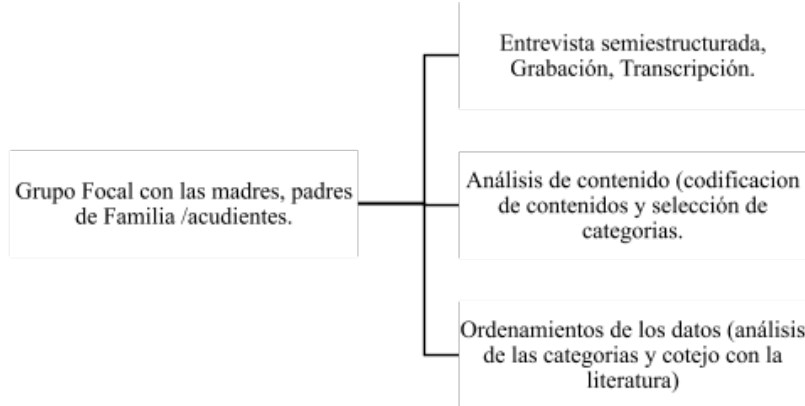 Entrevista semiestructurada,
Grabación, Transcripción.
Grupo Focal con las madres, padres
de Familia /acudientes.
Análisis de contenido (codificacion
de contenidos y selección de
categorias.
Ordenamientos de los datos (análisis
de las categorias y cotejo con la
literatura)